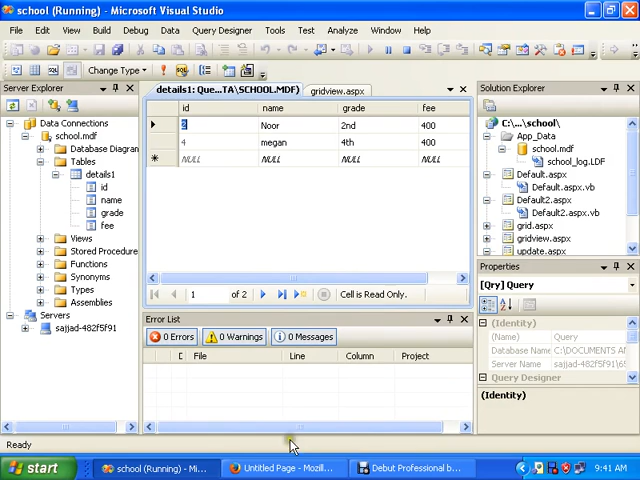 school (Running) - Microsoft Visual Studio
File Edit View Build Debug Data Query Designer Tools Test Analyze Window Help
Change Type
Server Explorer
Data Connections
school.mdf
Database Diagran
Tables
details1
id
name
grade
fee
Views
Stored Procedure
Functions
Synonyms
Types
Assemblies
Servers
sajjad-482f5f91
details1: Que...TA\SCHOOL.MDF) gridview.aspx
id name grade fee
2 Noor 2nd 400
4 megan 4th 400
NULL NULL NULL NULL
1 of 2 Cell is Read Only.
Error List
0 Errors 0 Warnings 0 Messages
D File Line Column Project
Solution Explorer
C:\...\school\
App_Data
school.mdf
school_log.LDF
Default.aspx
Default.aspx.vb
Default2.aspx
Default2.aspx.vb
grid.aspx
gridview.aspx
update.aspx
Properties
[Qry] Query
(Identity)
(Name) Query
Database Name C:\DOCUMENTS AN
Server Name sajjad-482f5f91\65
Query Designer
(Identity)
Ready
start school (Running) - Mi... Untitled Page - Mozill... Debut Professional b... 9:41 AM